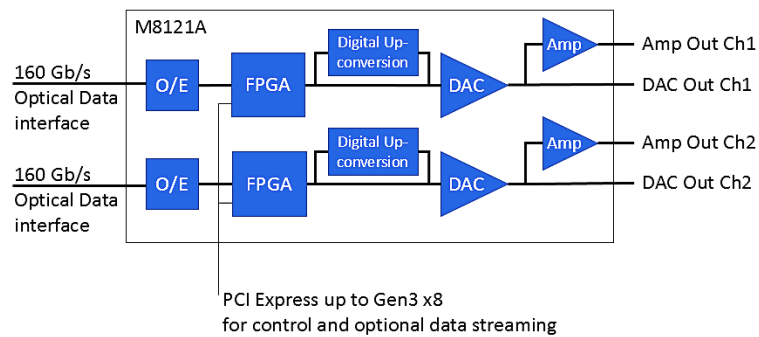 M8121A
Digital Up-
conversion
Amp
Amp Out Ch1
160 Gb/s
Optical Data
interface
O/E
FPGA
DAC
DAC Out Ch1
Digital Up-
conversion
Amp
Amp Out Ch2
160 Gb/s
Optical Data
interface
O/E
FPGA
DAC
DAC Out Ch2
PCI Express up to Gen3 x8
for control and optional data streaming